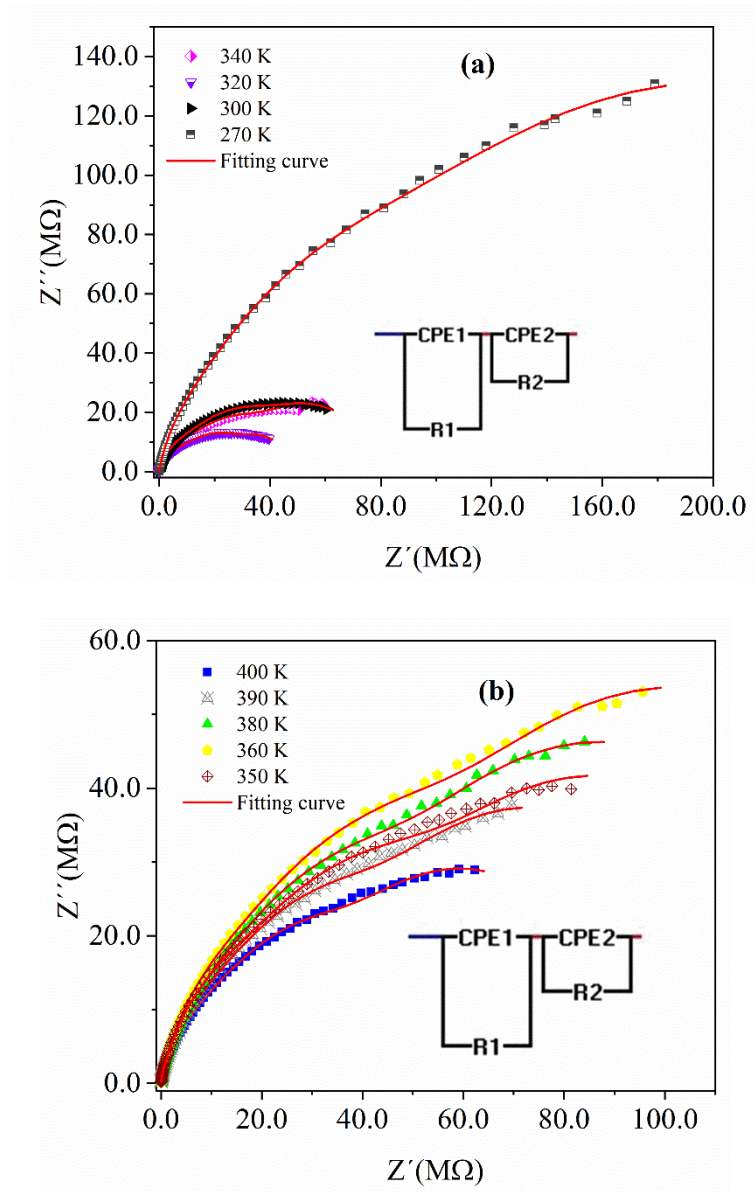 (a)
340 K
320 K
300 K
270 K
Fitting curve
Z´´(MΩ)
140.0
120.0
100.0
80.0
60.0
40.0
20.0
0.0
CPE1 CPE2
R2
R1
0.0 40.0 80.0 120.0 160.0 200.0
Z´(MΩ)
(b)
400 K
390 K
380 K
360 K
350 K
Fitting curve
Z´´(MΩ)
60.0
40.0
20.0
0.0
CPE1 CPE2
R2
R1
0.0 20.0 40.0 60.0 80.0 100.0
Z´(MΩ)